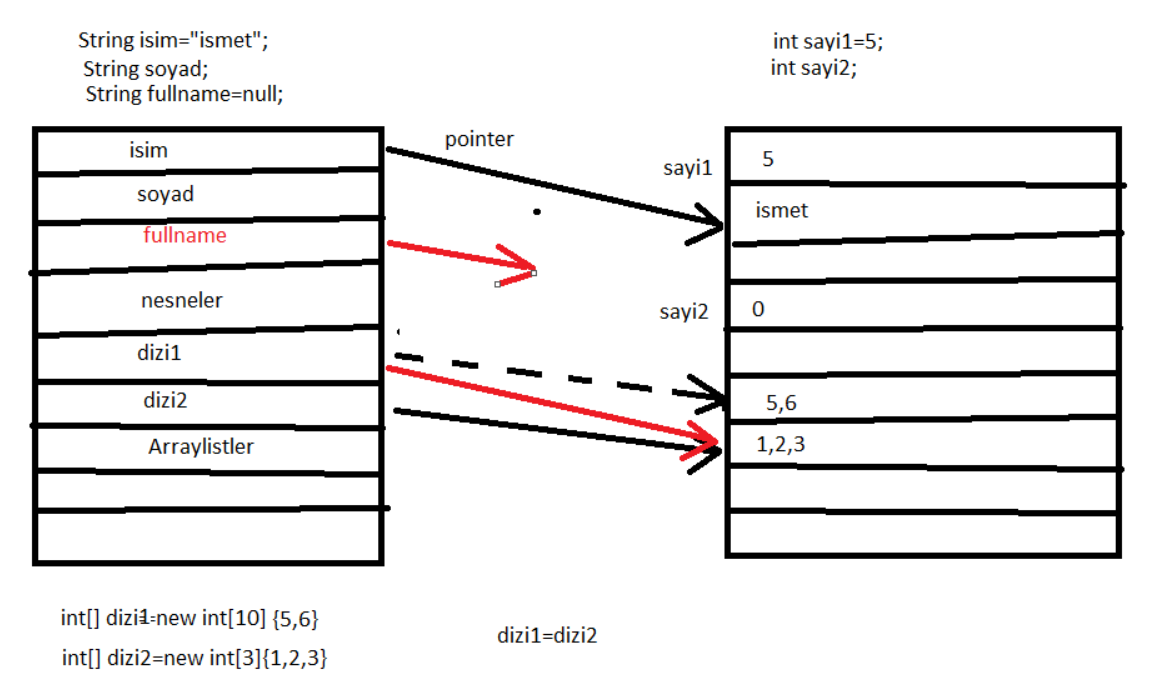 String isim="ismet";
String soyad;
String fullname=null;
int sayi1=5;
int sayi2;
isim
soyad
fullname
nesneler
dizi1
dizi2
Arraylistler
pointer
sayi1
sayi2
5
ismet
0
5,6
1,2,3
int[] dizi1=new int[10] {5,6}
int[] dizi2=new int[3]{1,2,3}
dizi1=dizi2